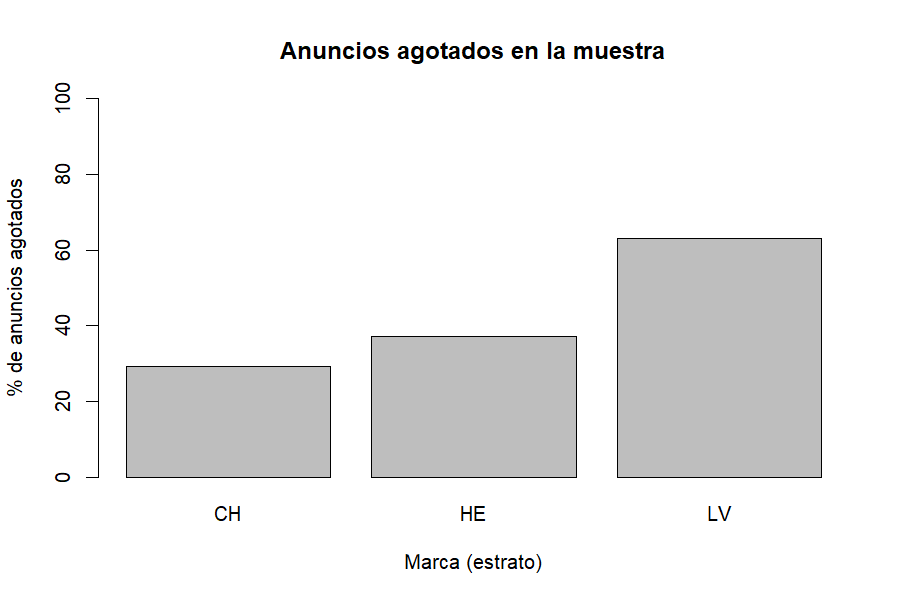 Anuncios agotados en la muestra
% de anuncios agotados
100
80
60
40
20
0
CH HE LV
Marca (estrato)